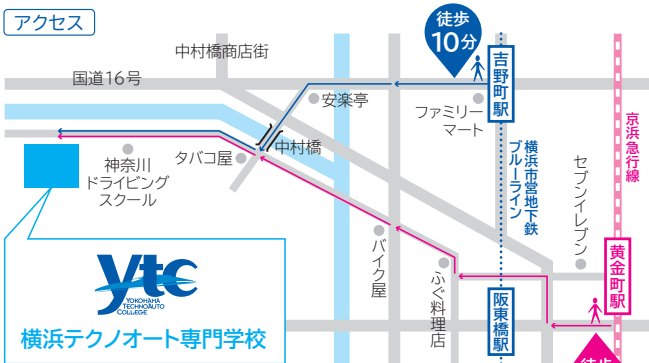 アクセス
徒歩
10分
中村橋商店街
国道16号
吉野町駅
安楽亭
ファミリー
マート
京浜急行線
横浜市営地下鉄
ブルーライン
中村橋
タバコ屋
神奈川
ドライビング
スクール
セブンイレブン
バイク屋
ふぐ料理店
黄金町駅
阪東橋駅
ytc
YOKOHAMA
TECHNOAUTO
COLLEGE
横浜テクノオート専門学校
徒歩